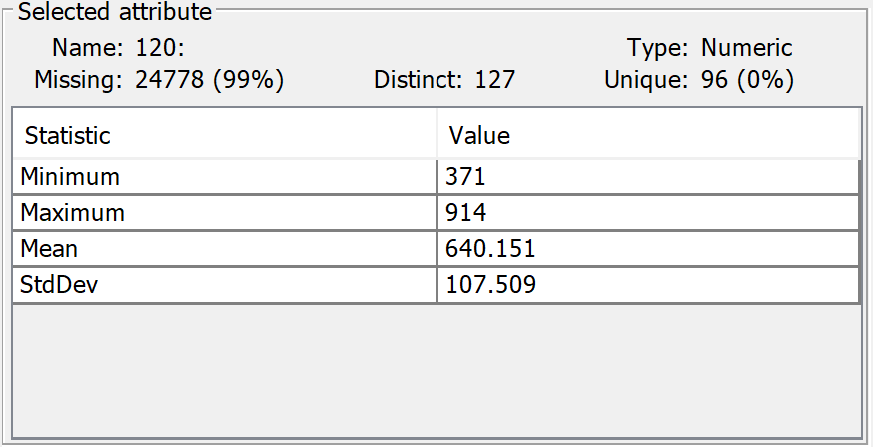 Selected attribute
Name: 120: Type: Numeric
Missing: 24778 (99%) Distinct: 127 Unique: 96 (0%)
Statistic Value
Minimum 371
Maximum 914
Mean 640.151
StdDev 107.509